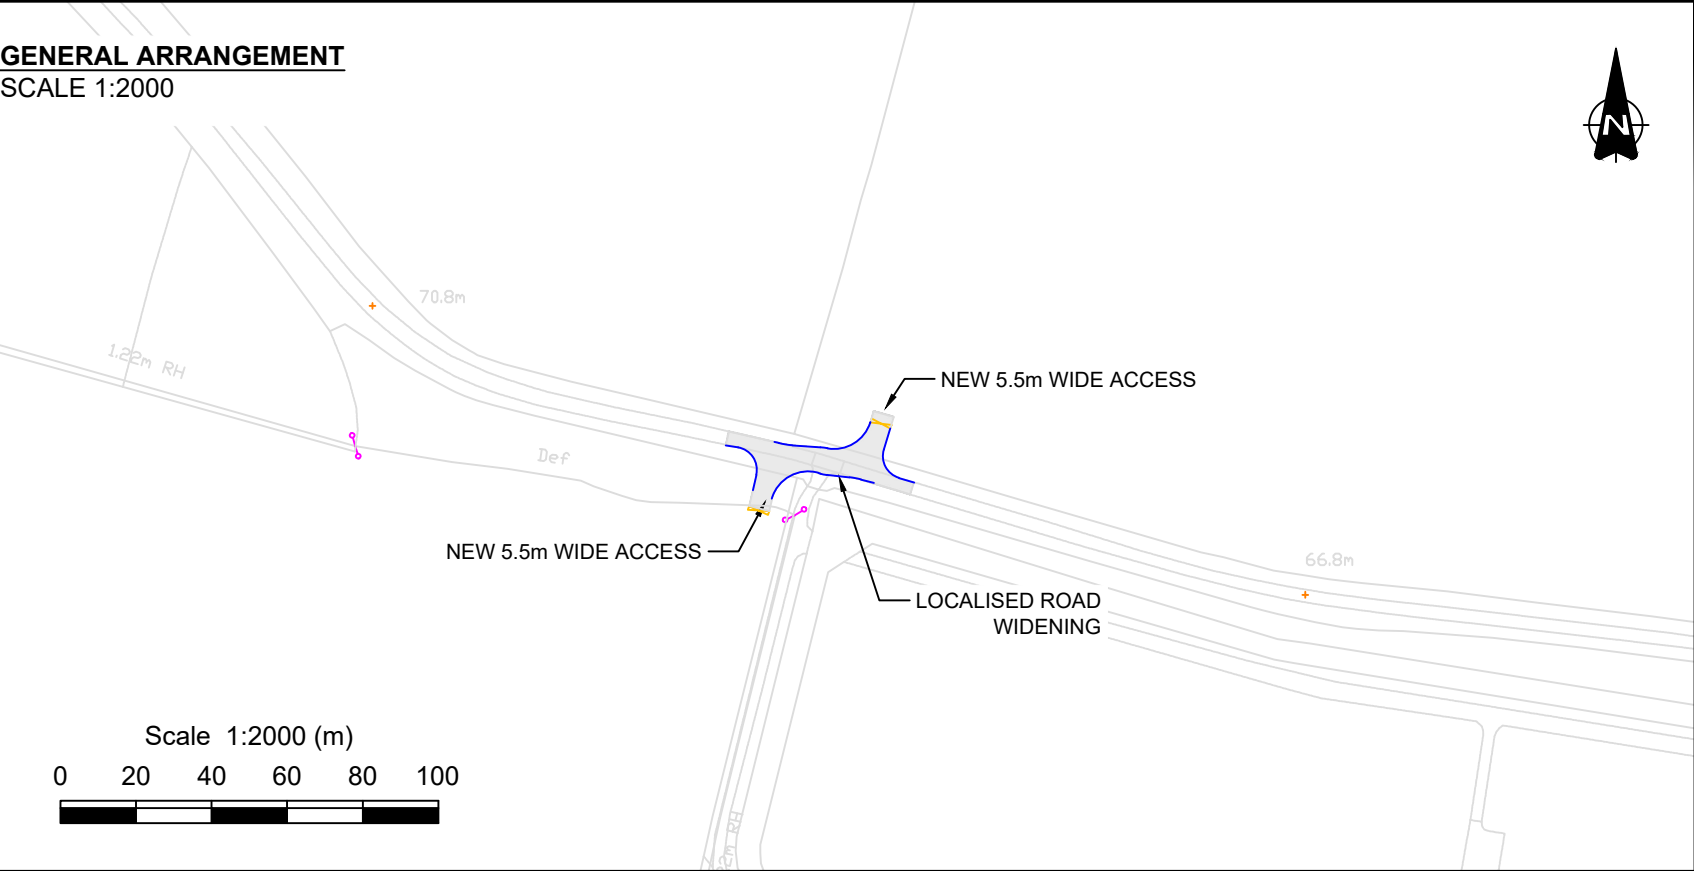 GENERAL ARRANGEMENT
SCALE 1:2000
N
70.8m
1.22m RH
NEW 5.5m WIDE ACCESS
Def
NEW 5.5m WIDE ACCESS
66.8m
LOCALISED ROAD
WIDENING
Scale 1:2000 (m)
0 20 40 60 80 100
RH